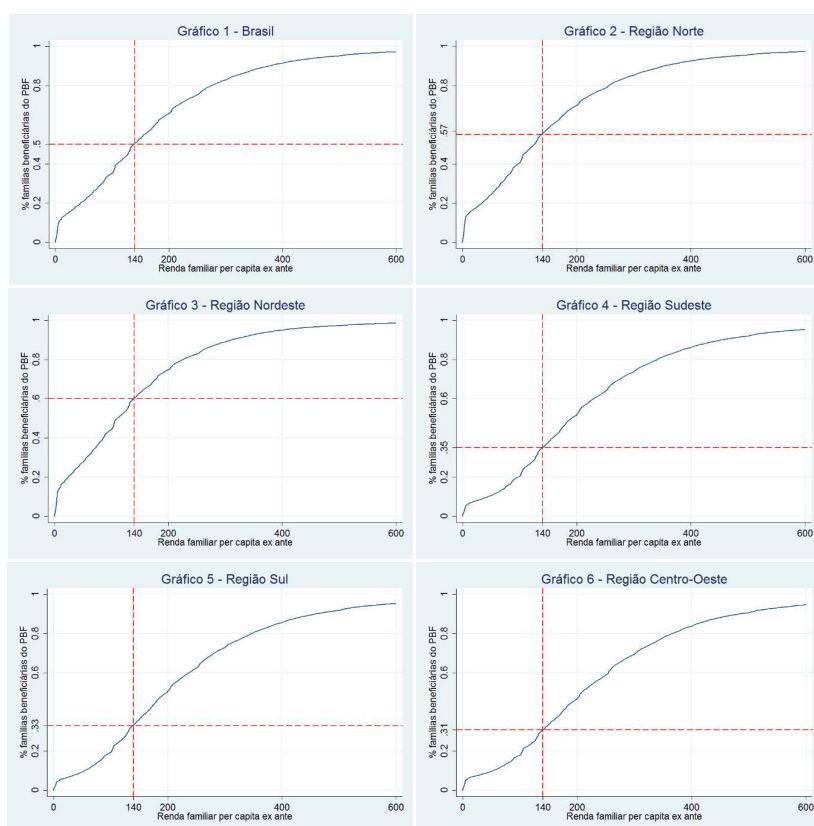 Gráfico 1 - Brasil
% famílias beneficiárias do PBF
0 0.2 0.4 .5 0.8 1
0 140 200 400 600
Renda familiar per capita ex ante
Gráfico 2 - Região Norte
% famílias beneficiárias do PBF
0 0.2 0.4 .57 0.8 1
0 140 200 400 600
Renda familiar per capita ex ante
Gráfico 3 - Região Nordeste
% famílias beneficiárias do PBF
0 0.2 0.4 .6 0.8 1
0 140 200 400 600
Renda familiar per capita ex ante
Gráfico 4 - Região Sudeste
% famílias beneficiárias do PBF
0 0.2 .35 0.6 0.8 1
0 140 200 400 600
Renda familiar per capita ex ante
Gráfico 5 - Região Sul
% famílias beneficiárias do PBF
0 0.2 .33 0.6 0.8 1
0 140 200 400 600
Renda familiar per capita ex ante
Gráfico 6 - Região Centro-Oeste
% famílias beneficiárias do PBF
0 0.2 .31 0.6 0.8 1
0 140 200 400 600
Renda familiar per capita ex ante